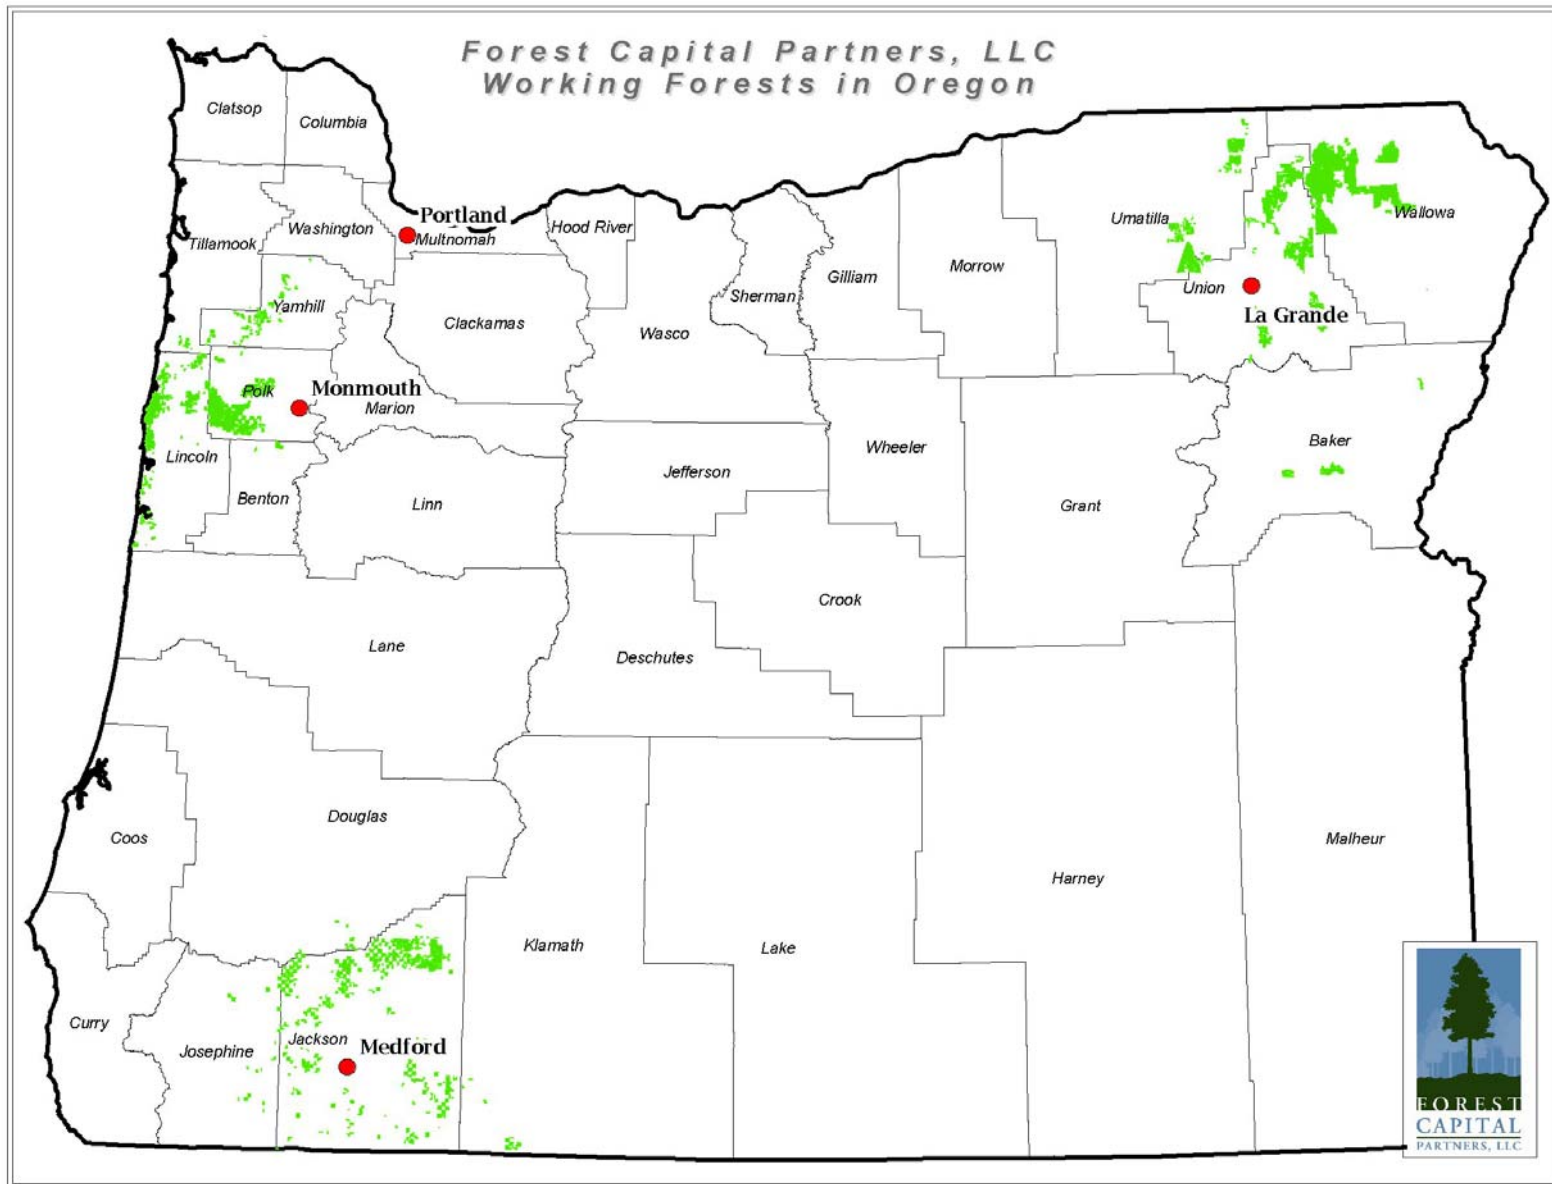 Forest Capital Partners, LLC
Working Forests in Oregon
Clatsop
Columbia
Tillamook
Washington
Portland
Multnomah
Hood River
Sherman
Gilliam
Morrow
Umatilla
Wallowa
Union
La Grande
Yamhill
Clackamas
Wasco
Polk
Monmouth
Marion
Lincoln
Benton
Linn
Jefferson
Wheeler
Grant
Baker
Lane
Deschutes
Crook
Coos
Douglas
Harney
Malheur
Klamath
Lake
Curry
Josephine
Jackson
Medford
FOREST
CAPITAL
PARTNERS, LLC